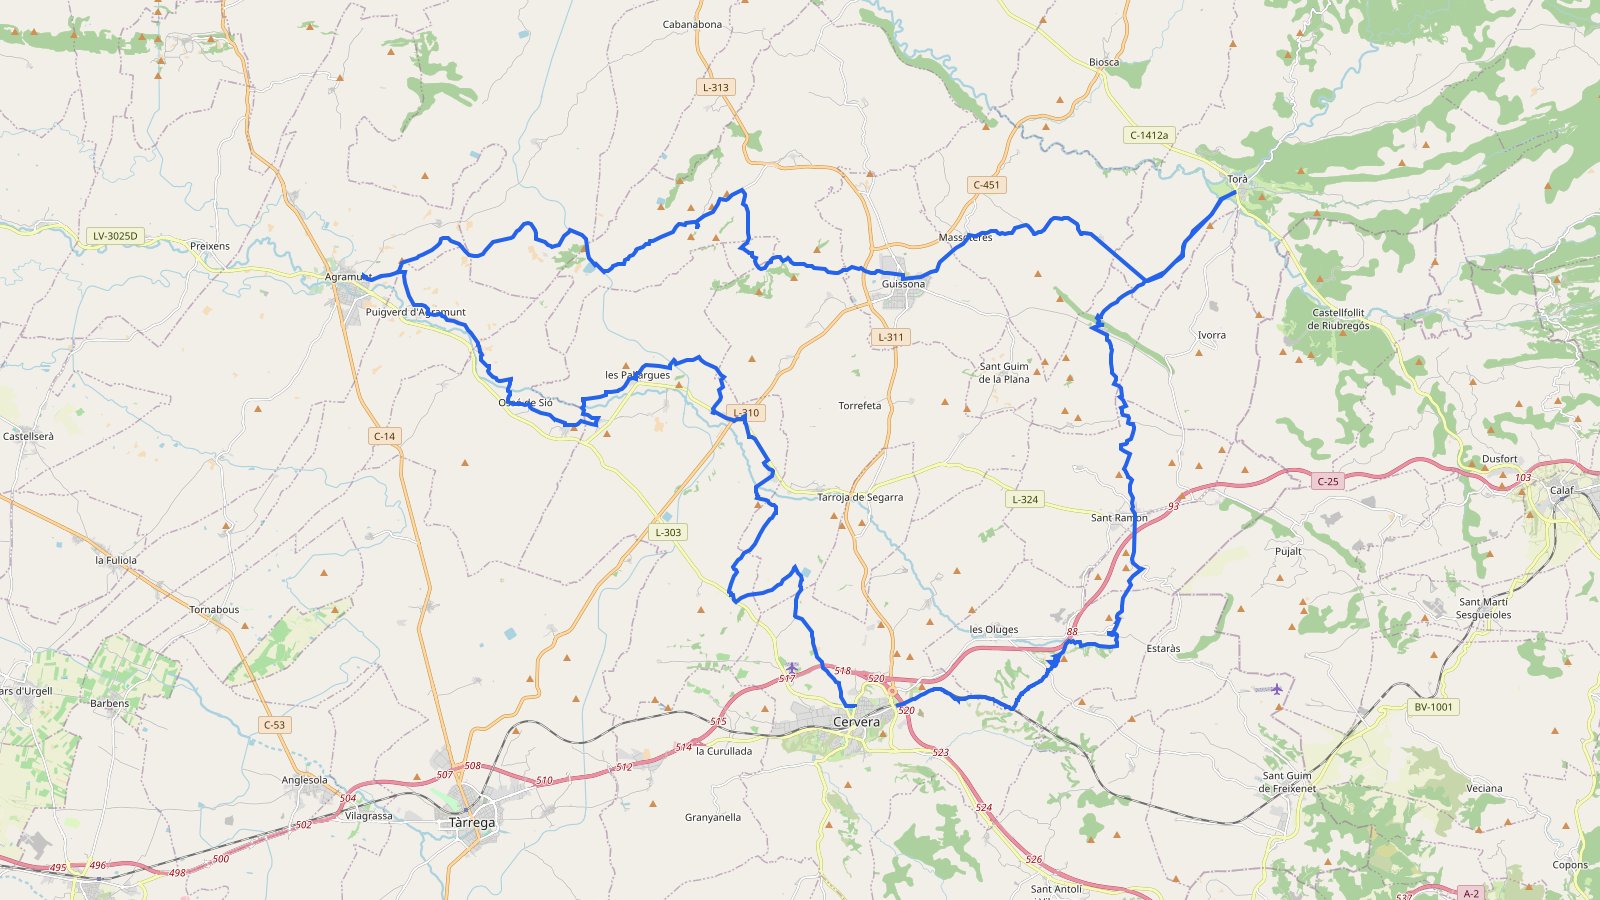 Cabanabona
Biosca
L-313
C-1412a
Torà
C-451
LV-3025D
Preixens
Massoteres
Agramunt
Guissona
Puigverd d'Agramunt
Castellfollit
de Riubregós
L-311
Ivorra
Sant Guim
de la Plana
les Pallargues
Ossó de Sió
L-310
Torrefeta
Castellserà
C-14
Dusfort
C-25
103
Calaf
Tarroja de Segarra
L-324
93
Sant Ramon
L-303
Pujalt
la Fuliola
Tornabous
Sant Martí
Sesgueioles
les Oluges
88
Estaràs
518
517
520
ars d'Urgell
Barbens
520
BV-1001
C-53
515
Cervera
514
la Curullada
523
512
508
507
510
Anglesola
504
Sant Guim
de Freixenet
Veciana
Vilagrassa
Tàrrega
502
524
Granyanella
500
495
496
498
526
Copons
Sant Antolí
537
A-2